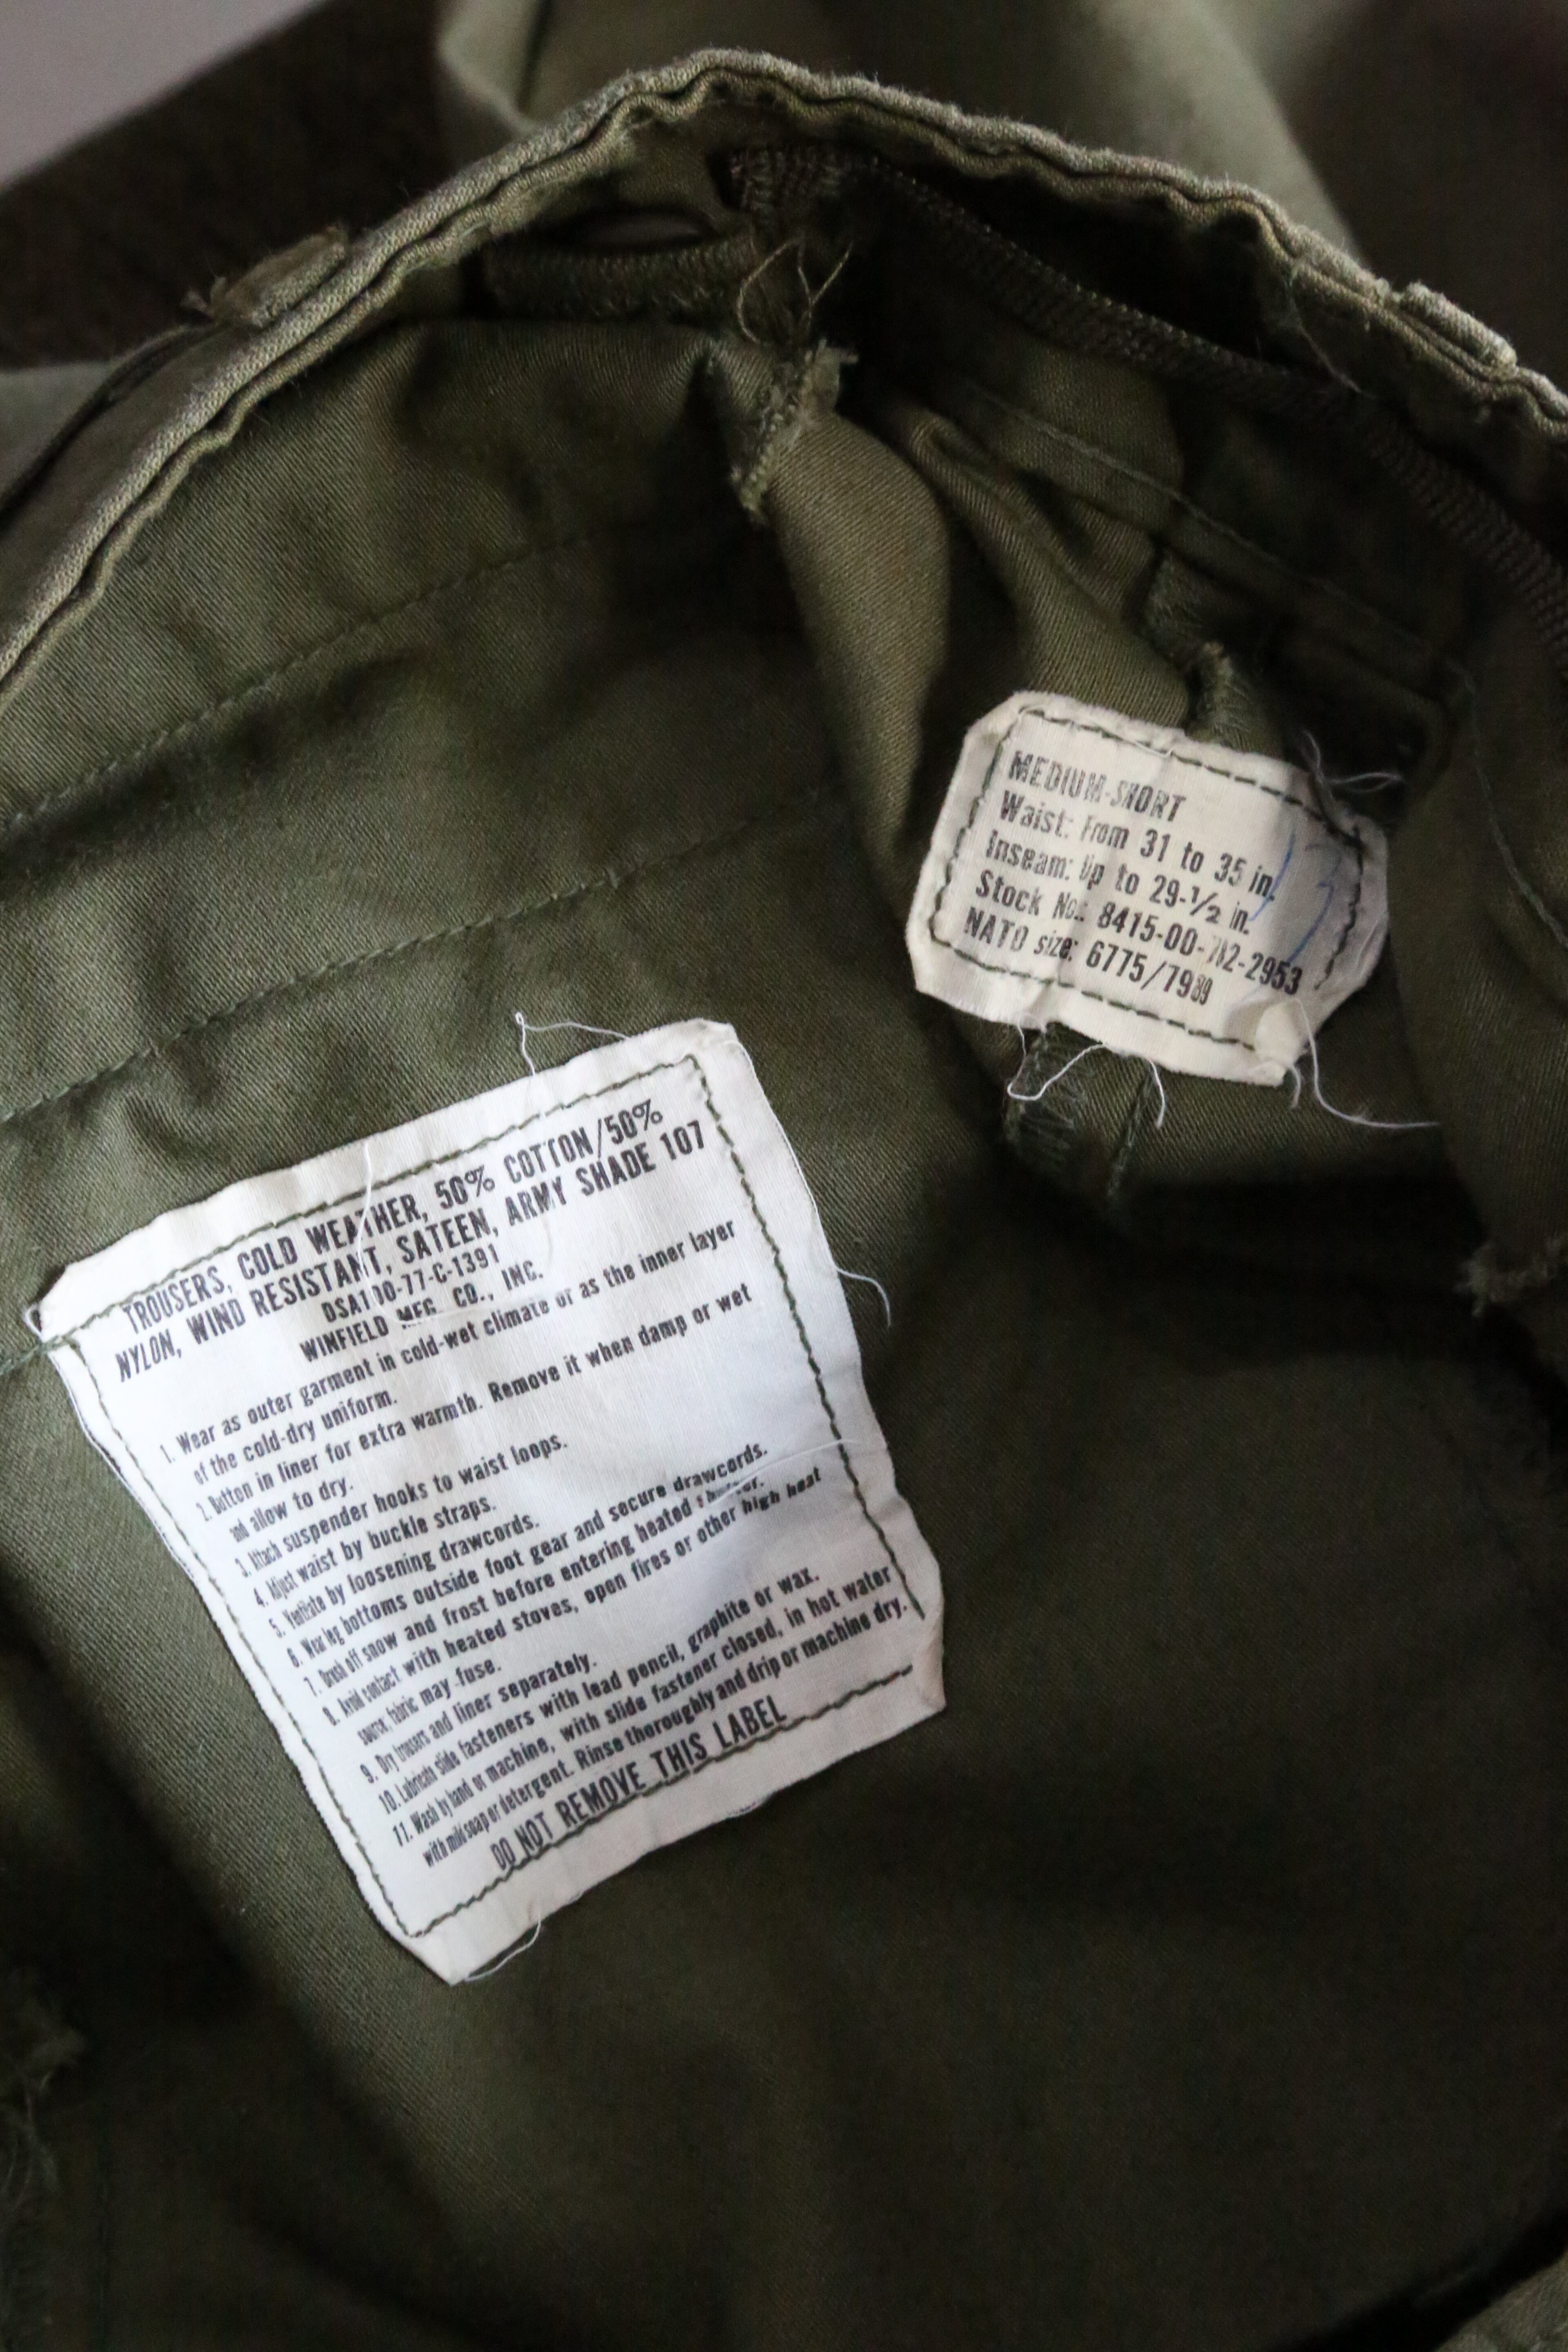 MEDIUM-SHORT
Waist: From 31 to 35 in.
Inseam: Up to 29-1/2 in.
Stock No.: 8415-00-782-2953
NATO size: 6775/7989
TROUSERS, COLD WEATHER, 50% COTTON/50%
NYLON, WIND RESISTANT, SATEEN, ARMY SHADE 107
DSA100-77-C-1391
WINFIELD MFG. CO., INC.
1. Wear as outer garment in cold-wet climate or as the inner layer
of the cold-dry uniform.
2. Button in liner for extra warmth. Remove it when damp or wet
and allow to dry.
3. Attach suspender hooks to waist loops.
4. Adjust waist by buckle straps.
5. Ventilate by loosening drawcords.
6. Wear leg bottoms outside foot gear and secure drawcords.
7. Brush off snow and frost before entering heated shelter.
8. Avoid contact with heated stoves, open fires or other high heat
source, fabric may fuse.
9. Dry trousers and liner separately.
10. Lubricate slide fasteners with lead pencil, graphite or wax.
11. Wash by hand or machine, with slide fastener closed, in hot water
with mild soap or detergent. Rinse thoroughly and drip or machine dry.
DO NOT REMOVE THIS LABEL